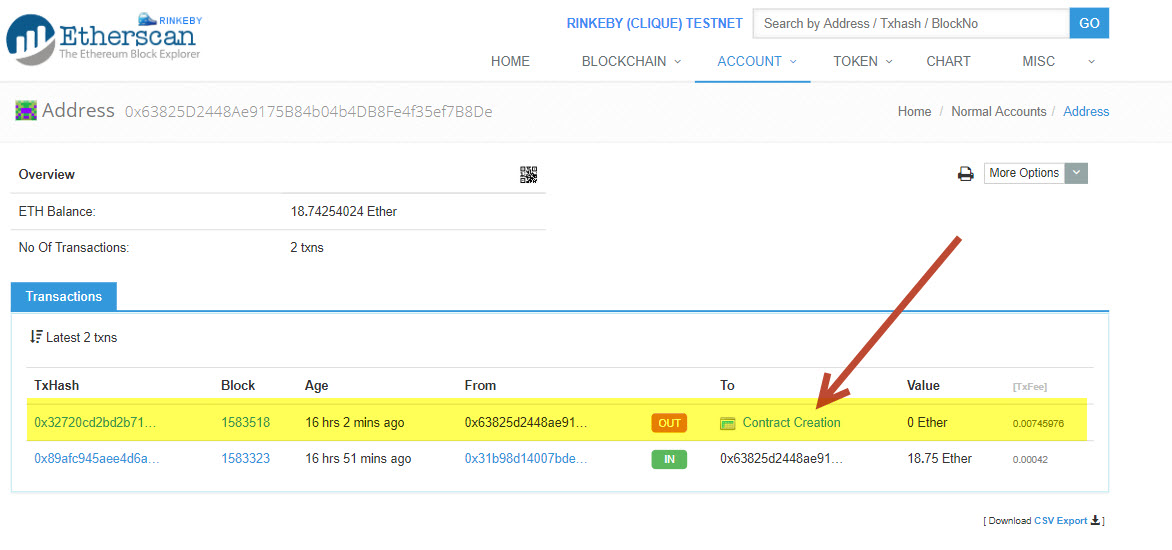 RINKEBY
Etherscan
The Ethereum Block Explorer
RINKEBY (CLIQUE) TESTNET Search by Address / Txhash / BlockNo GO
HOME BLOCKCHAIN ACCOUNT TOKEN CHART MISC
Address 0x63825D2448Ae9175B84b04b4DB8Fe4f35ef7B8De Home / Normal Accounts / Address
Overview More Options
ETH Balance: 18.74254024 Ether
No Of Transactions: 2 txns
Transactions
Latest 2 txns
TxHash Block Age From To Value [TxFee]
0x32720cd2bd2b71... 1583518 16 hrs 2 mins ago 0x63825d2448ae91... OUT Contract Creation 0 Ether 0.00745976
0x89afc945aee4d6a... 1583323 16 hrs 51 mins ago 0x31b98d14007bde... IN 0x63825d2448ae91... 18.75 Ether 0.00042
[ Download CSV Export ]